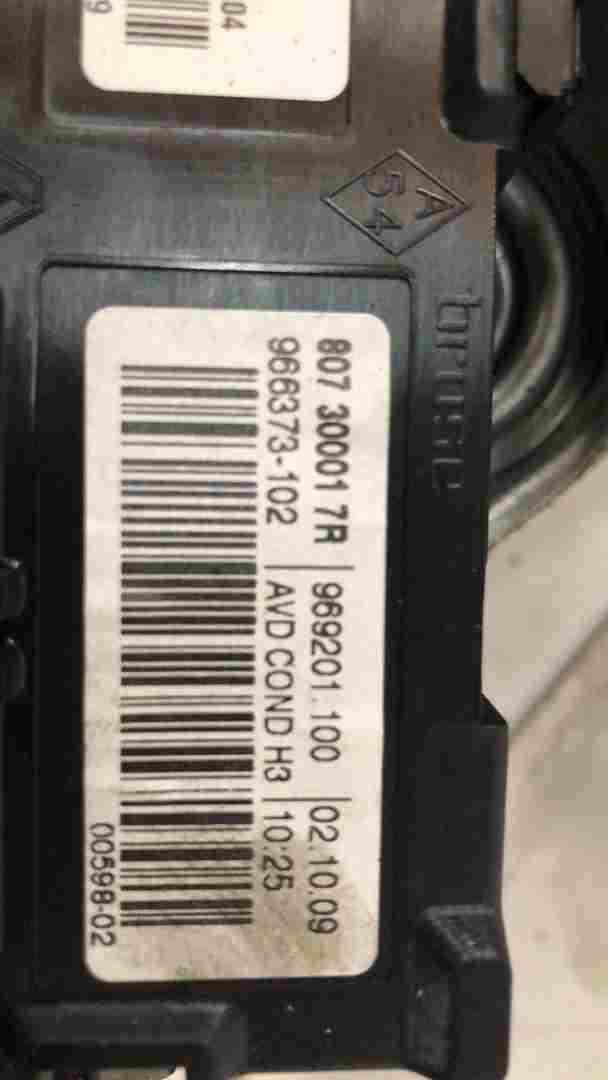 04
9
A
54
brose
807 30001 7R | 969201.100 | 02.10.09
966373-102 | AVD COND H3 | 10:25
00598-02